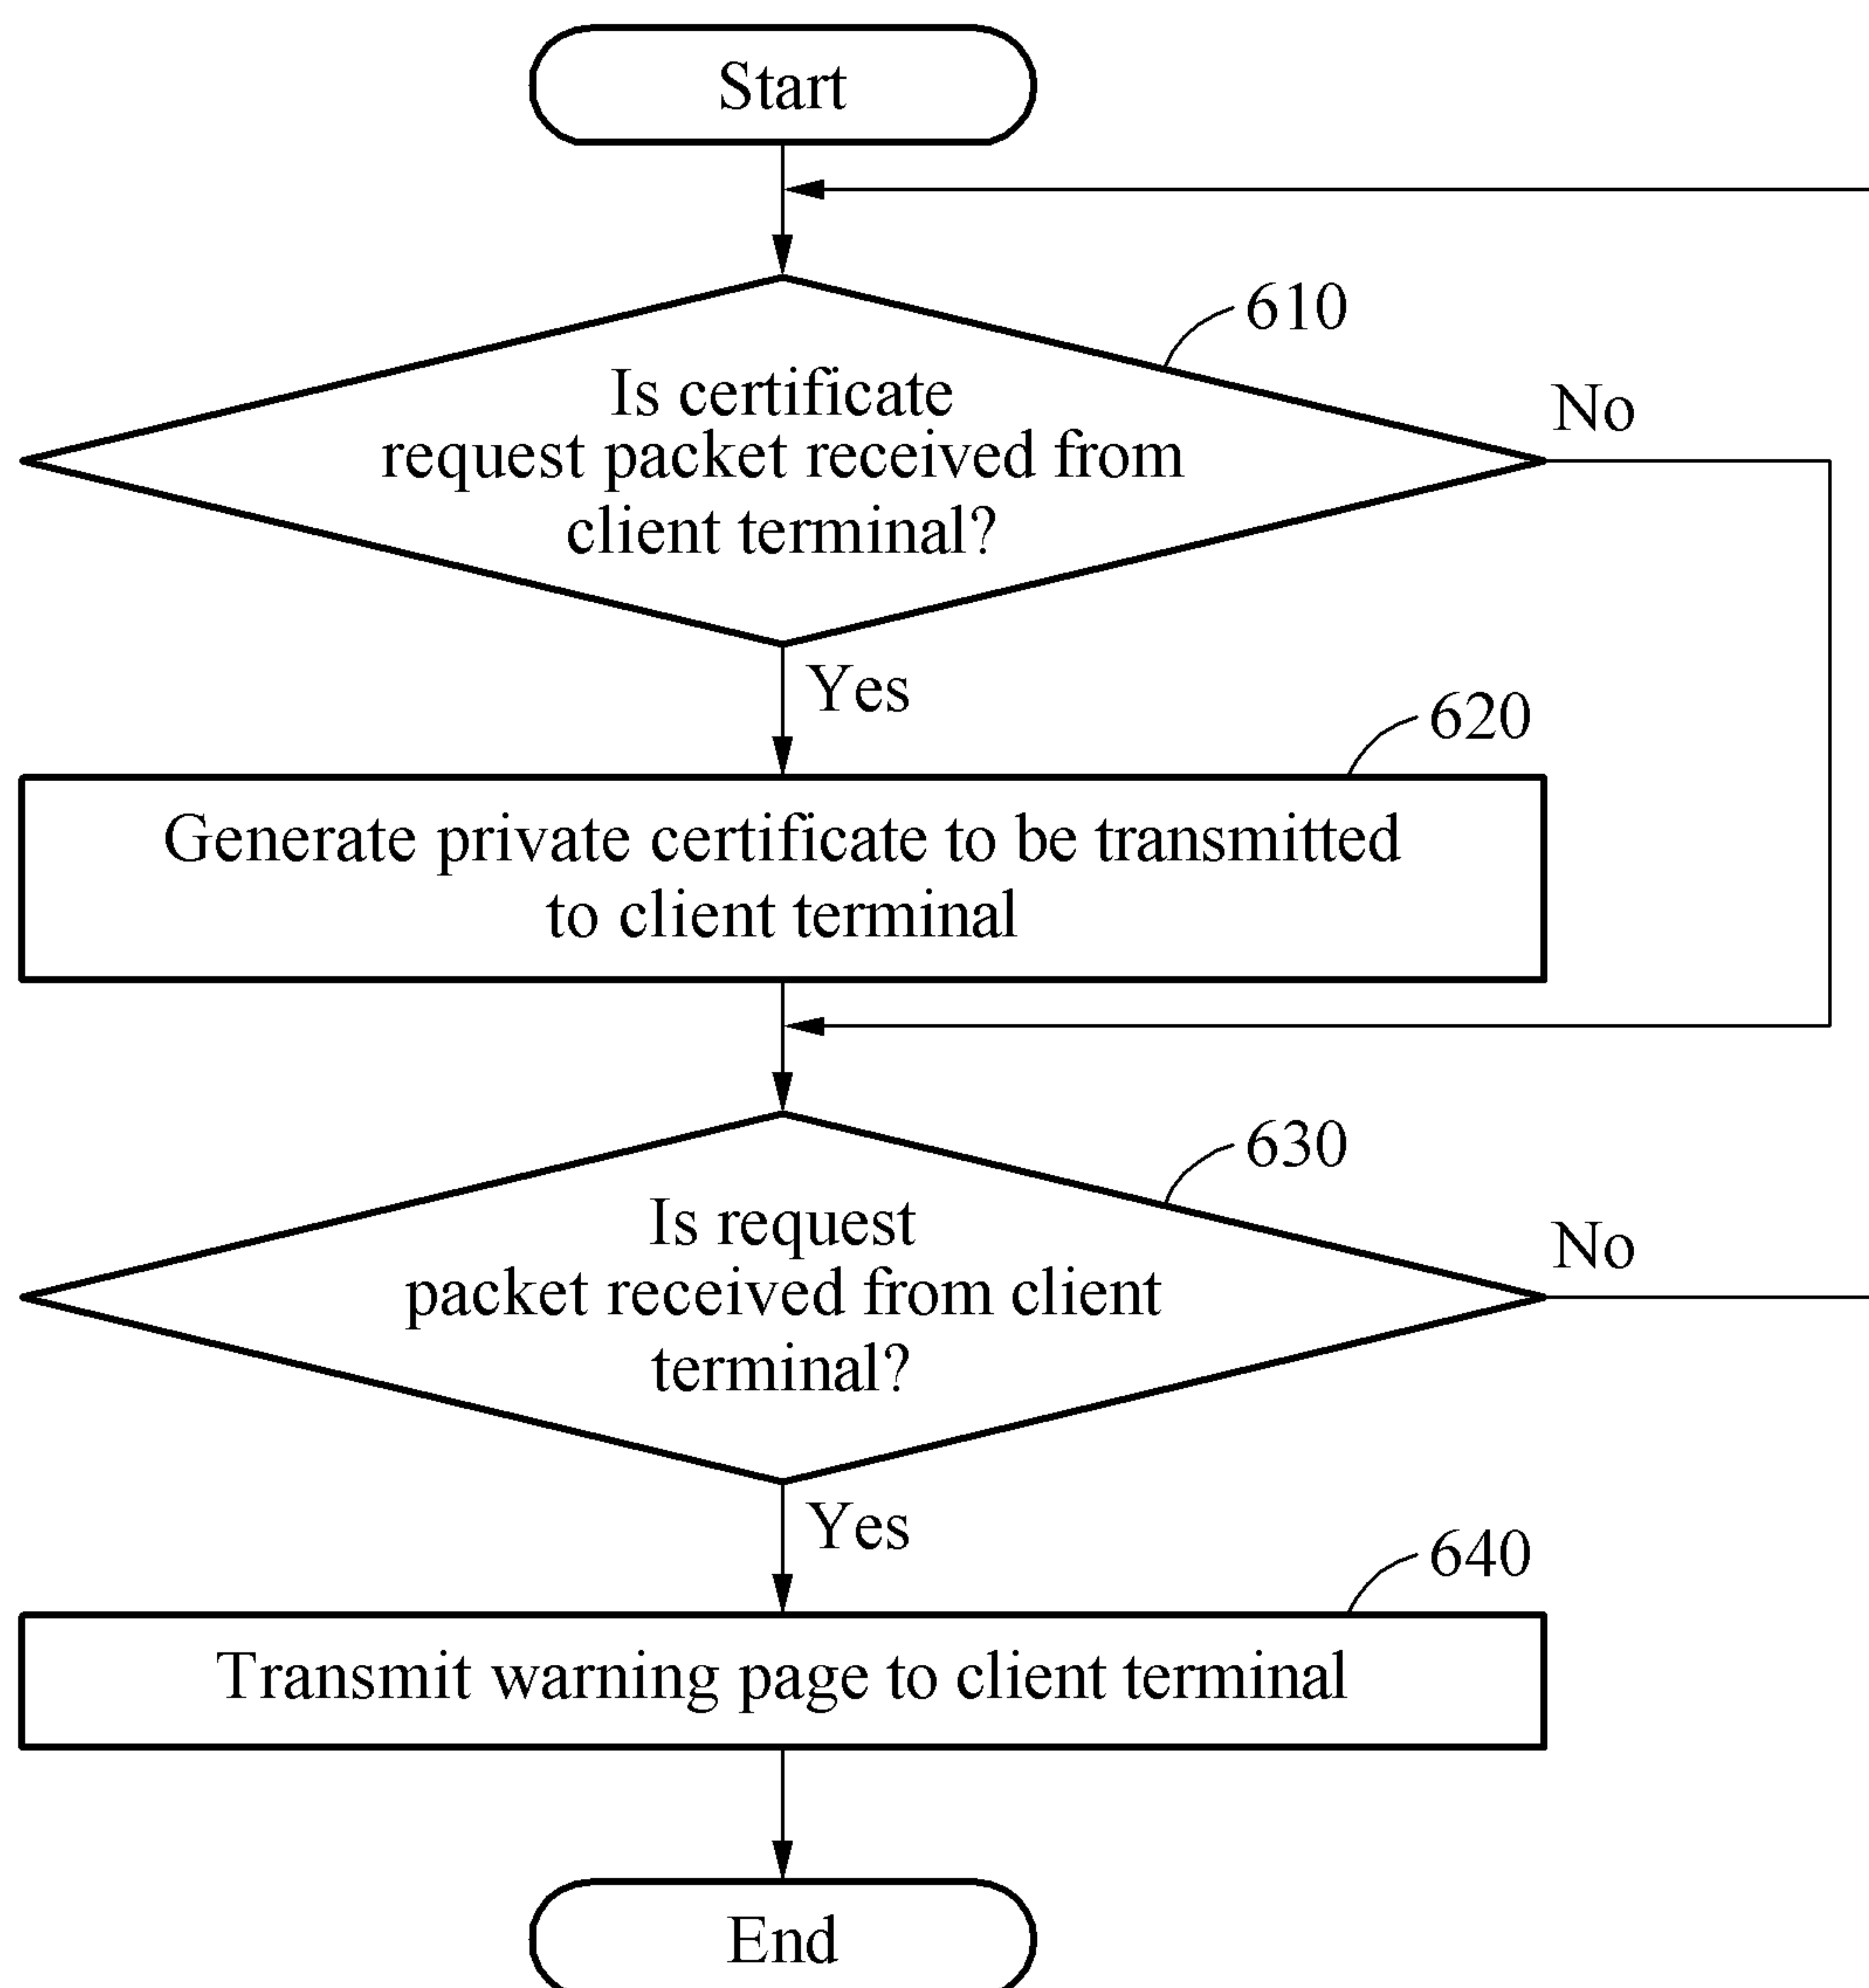 Start
610
Is certificate
request packet received from
client terminal?
No
Yes
620
Generate private certificate to be transmitted
to client terminal
630
Is request
packet received from client
terminal?
No
Yes
640
Transmit warning page to client terminal
End